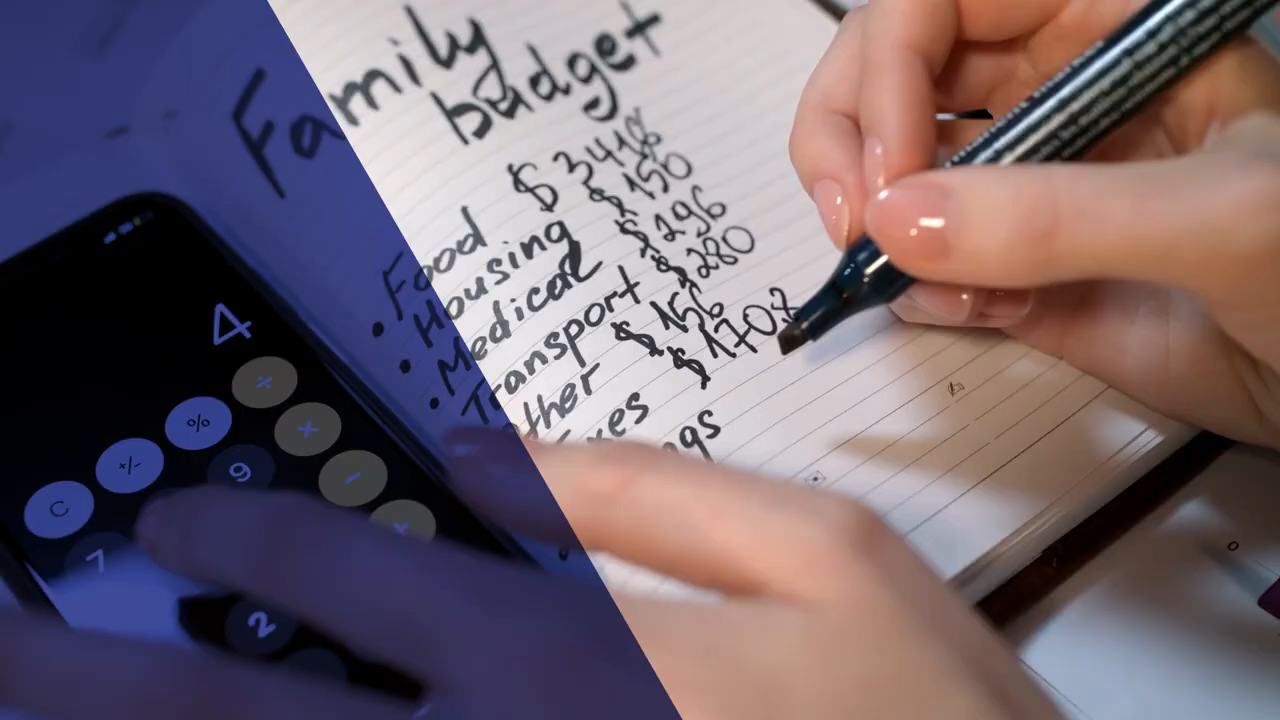 Family
budget
• Food $ 3418
• Housing $ 150
• Medical $ 296
Transport $ 280
other $ 156
$ 1708
4
÷
% ×
+/- 9 −
C +
7
2